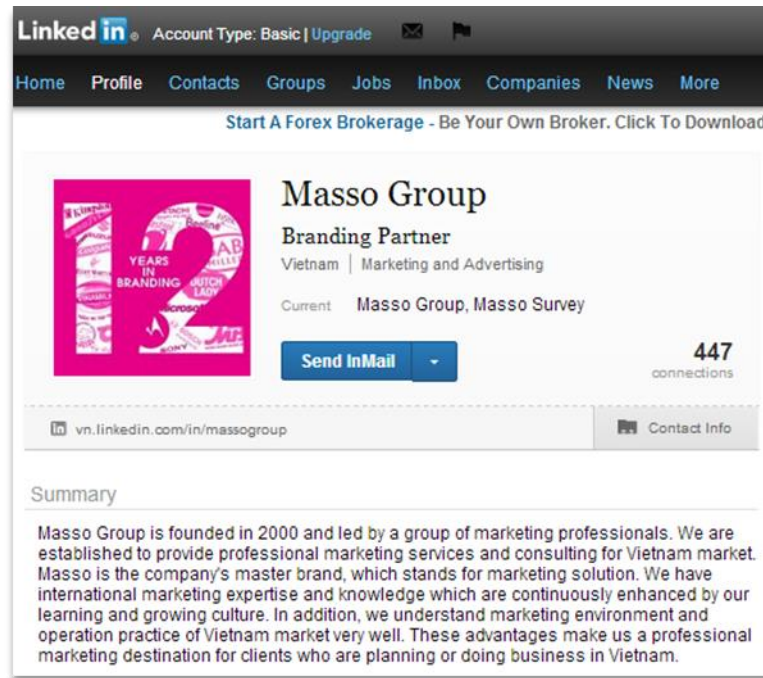 Linked in ® Account Type: Basic | Upgrade
Home Profile Contacts Groups Jobs Inbox Companies News More
Start A Forex Brokerage - Be Your Own Broker. Click To Download
Masso Group
Branding Partner
Vietnam | Marketing and Advertising
Current Masso Group, Masso Survey
12
YEARS
IN
BRANDING
DUTCH
LADY
Microsoft
SONY
Send InMail
447
connections
vn.linkedin.com/in/massogroup
Contact Info
Summary
Masso Group is founded in 2000 and led by a group of marketing professionals. We are
established to provide professional marketing services and consulting for Vietnam market.
Masso is the company's master brand, which stands for marketing solution. We have
international marketing expertise and knowledge which are continuously enhanced by our
learning and growing culture. In addition, we understand marketing environment and
operation practice of Vietnam market very well. These advantages make us a professional
marketing destination for clients who are planning or doing business in Vietnam.